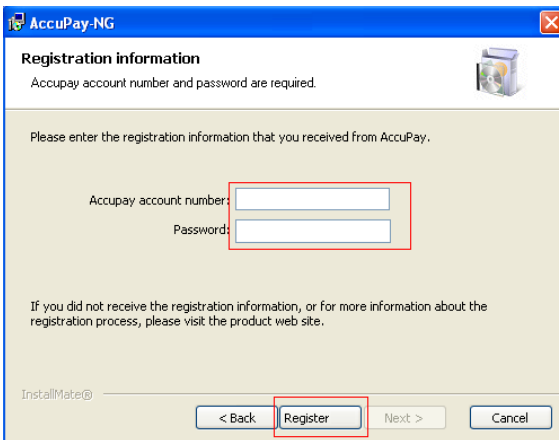 AccuPay-NG
Registration information
Accupay account number and password are required.
Please enter the registration information that you received from AccuPay.
Accupay account number:
Password:
If you did not receive the registration information, or for more information about the
registration process, please visit the product web site.
InstallMate®
< Back Register Next > Cancel